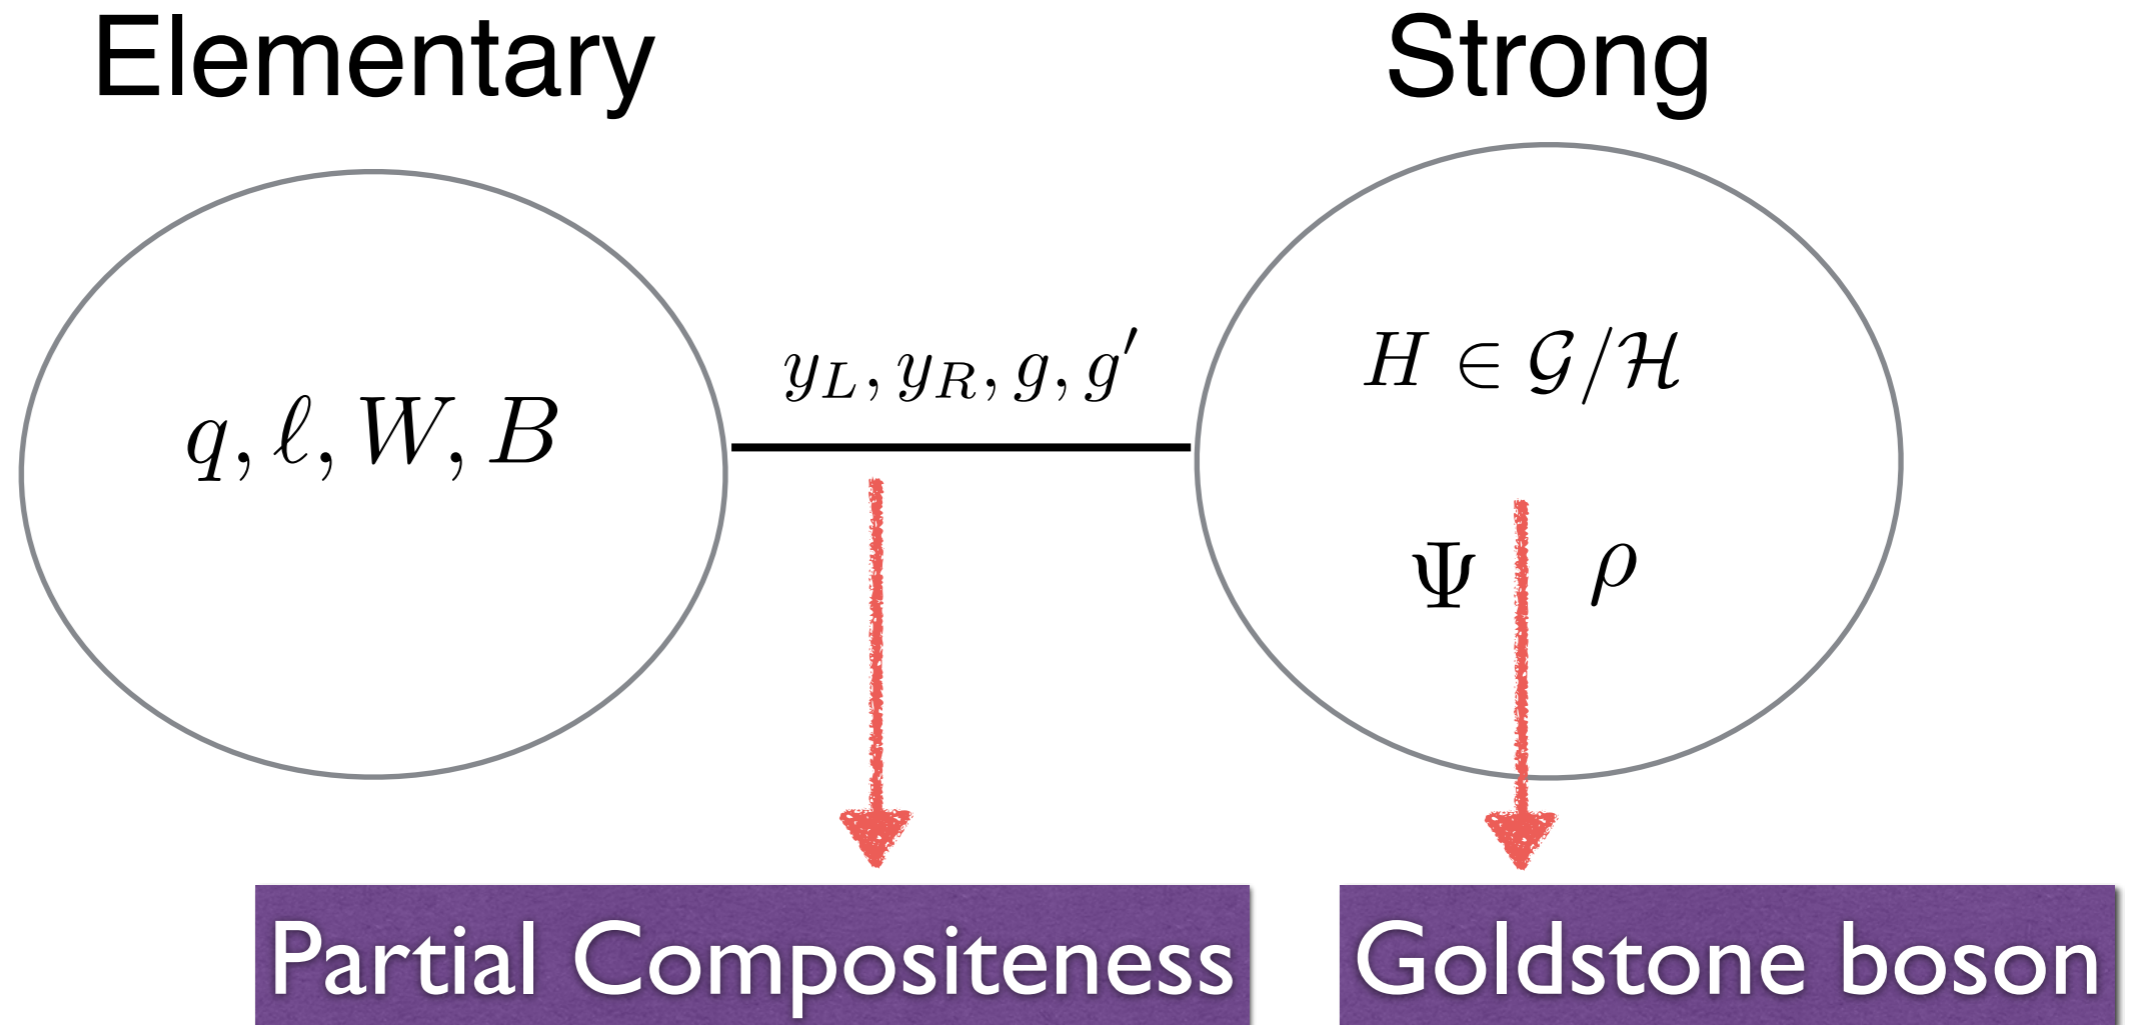 Elementary
Strong
q, ℓ, W, B
y_L, y_R, g, g′
H ∈ 𝒢/ℋ
Ψ ρ
Partial Compositeness
Goldstone boson